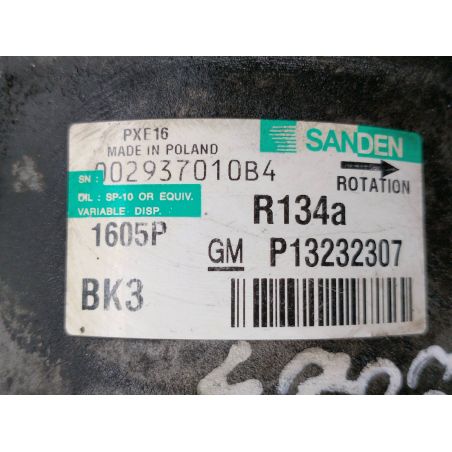 PXE16
MADE IN POLAND
SANDEN
SN : 002937010B4
ROTATION
OIL : SP-10 OR EQUIV.
VARIABLE DISP.
R134a
1605P
GM P13232307
BK3